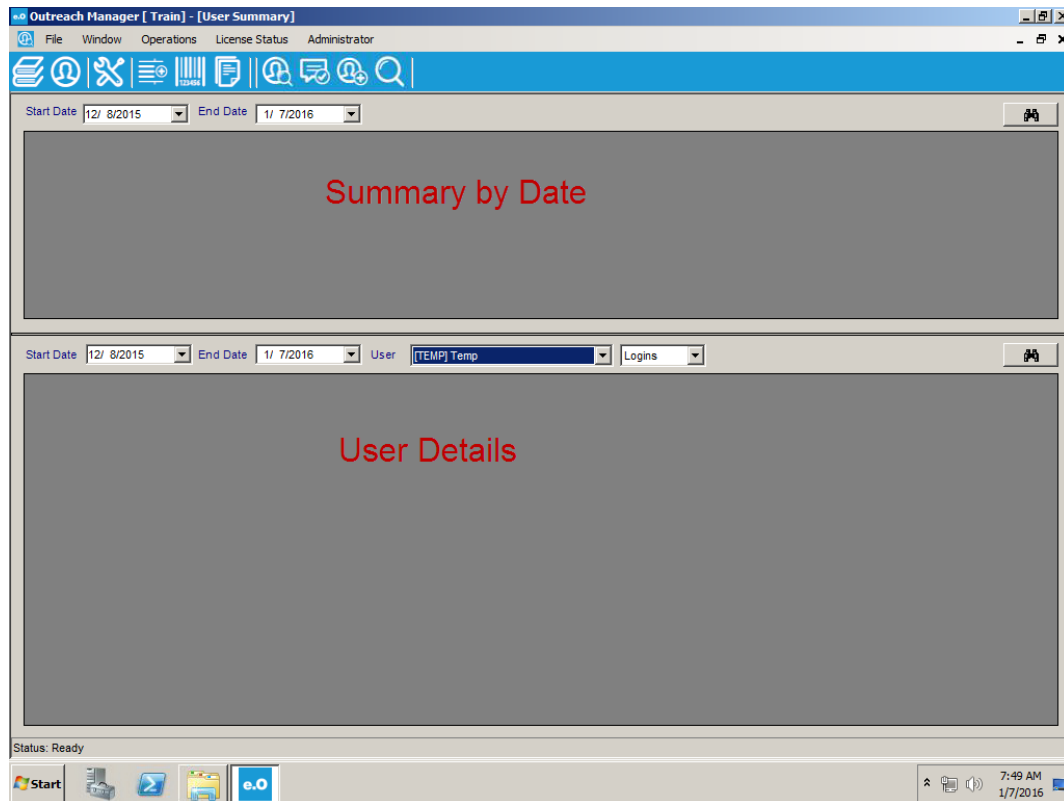 e.o Outreach Manager [ Train] - [User Summary]
File Window Operations License Status Administrator
123456
Start Date 12/ 8/2015 End Date 1/ 7/2016
Summary by Date
Start Date 12/ 8/2015 End Date 1/ 7/2016 User [TEMP] Temp Logins
User Details
Status: Ready
Start e.O 7:49 AM
1/7/2016